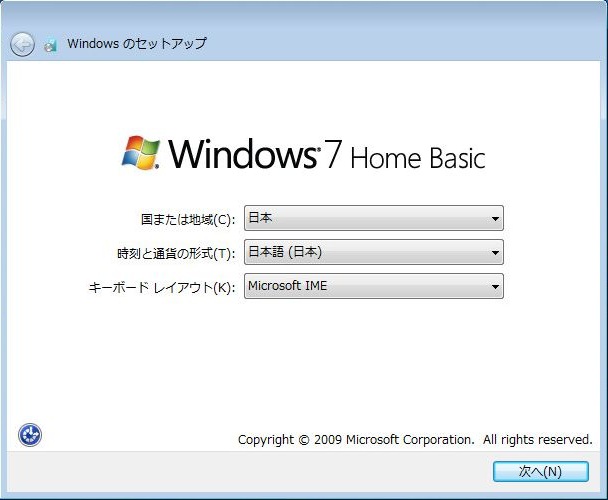 Windows のセットアップ
Windows 7 Home Basic
国または地域(C): 日本
時刻と通貨の形式(T): 日本語 (日本)
キーボード レイアウト(K): Microsoft IME
Copyright © 2009 Microsoft Corporation. All rights reserved.
次へ(N)